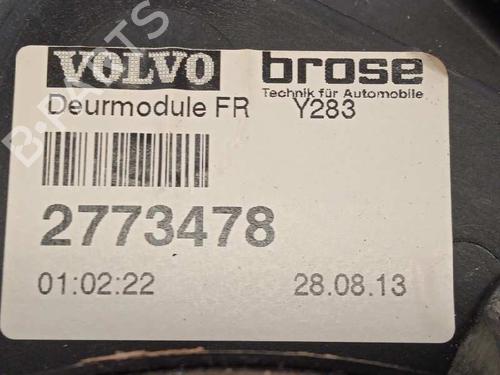 VOLVO brose
Technik für Automobile
Deurmodule FR Y283
2773478
01:02:22 28.08.13
B-PARTS